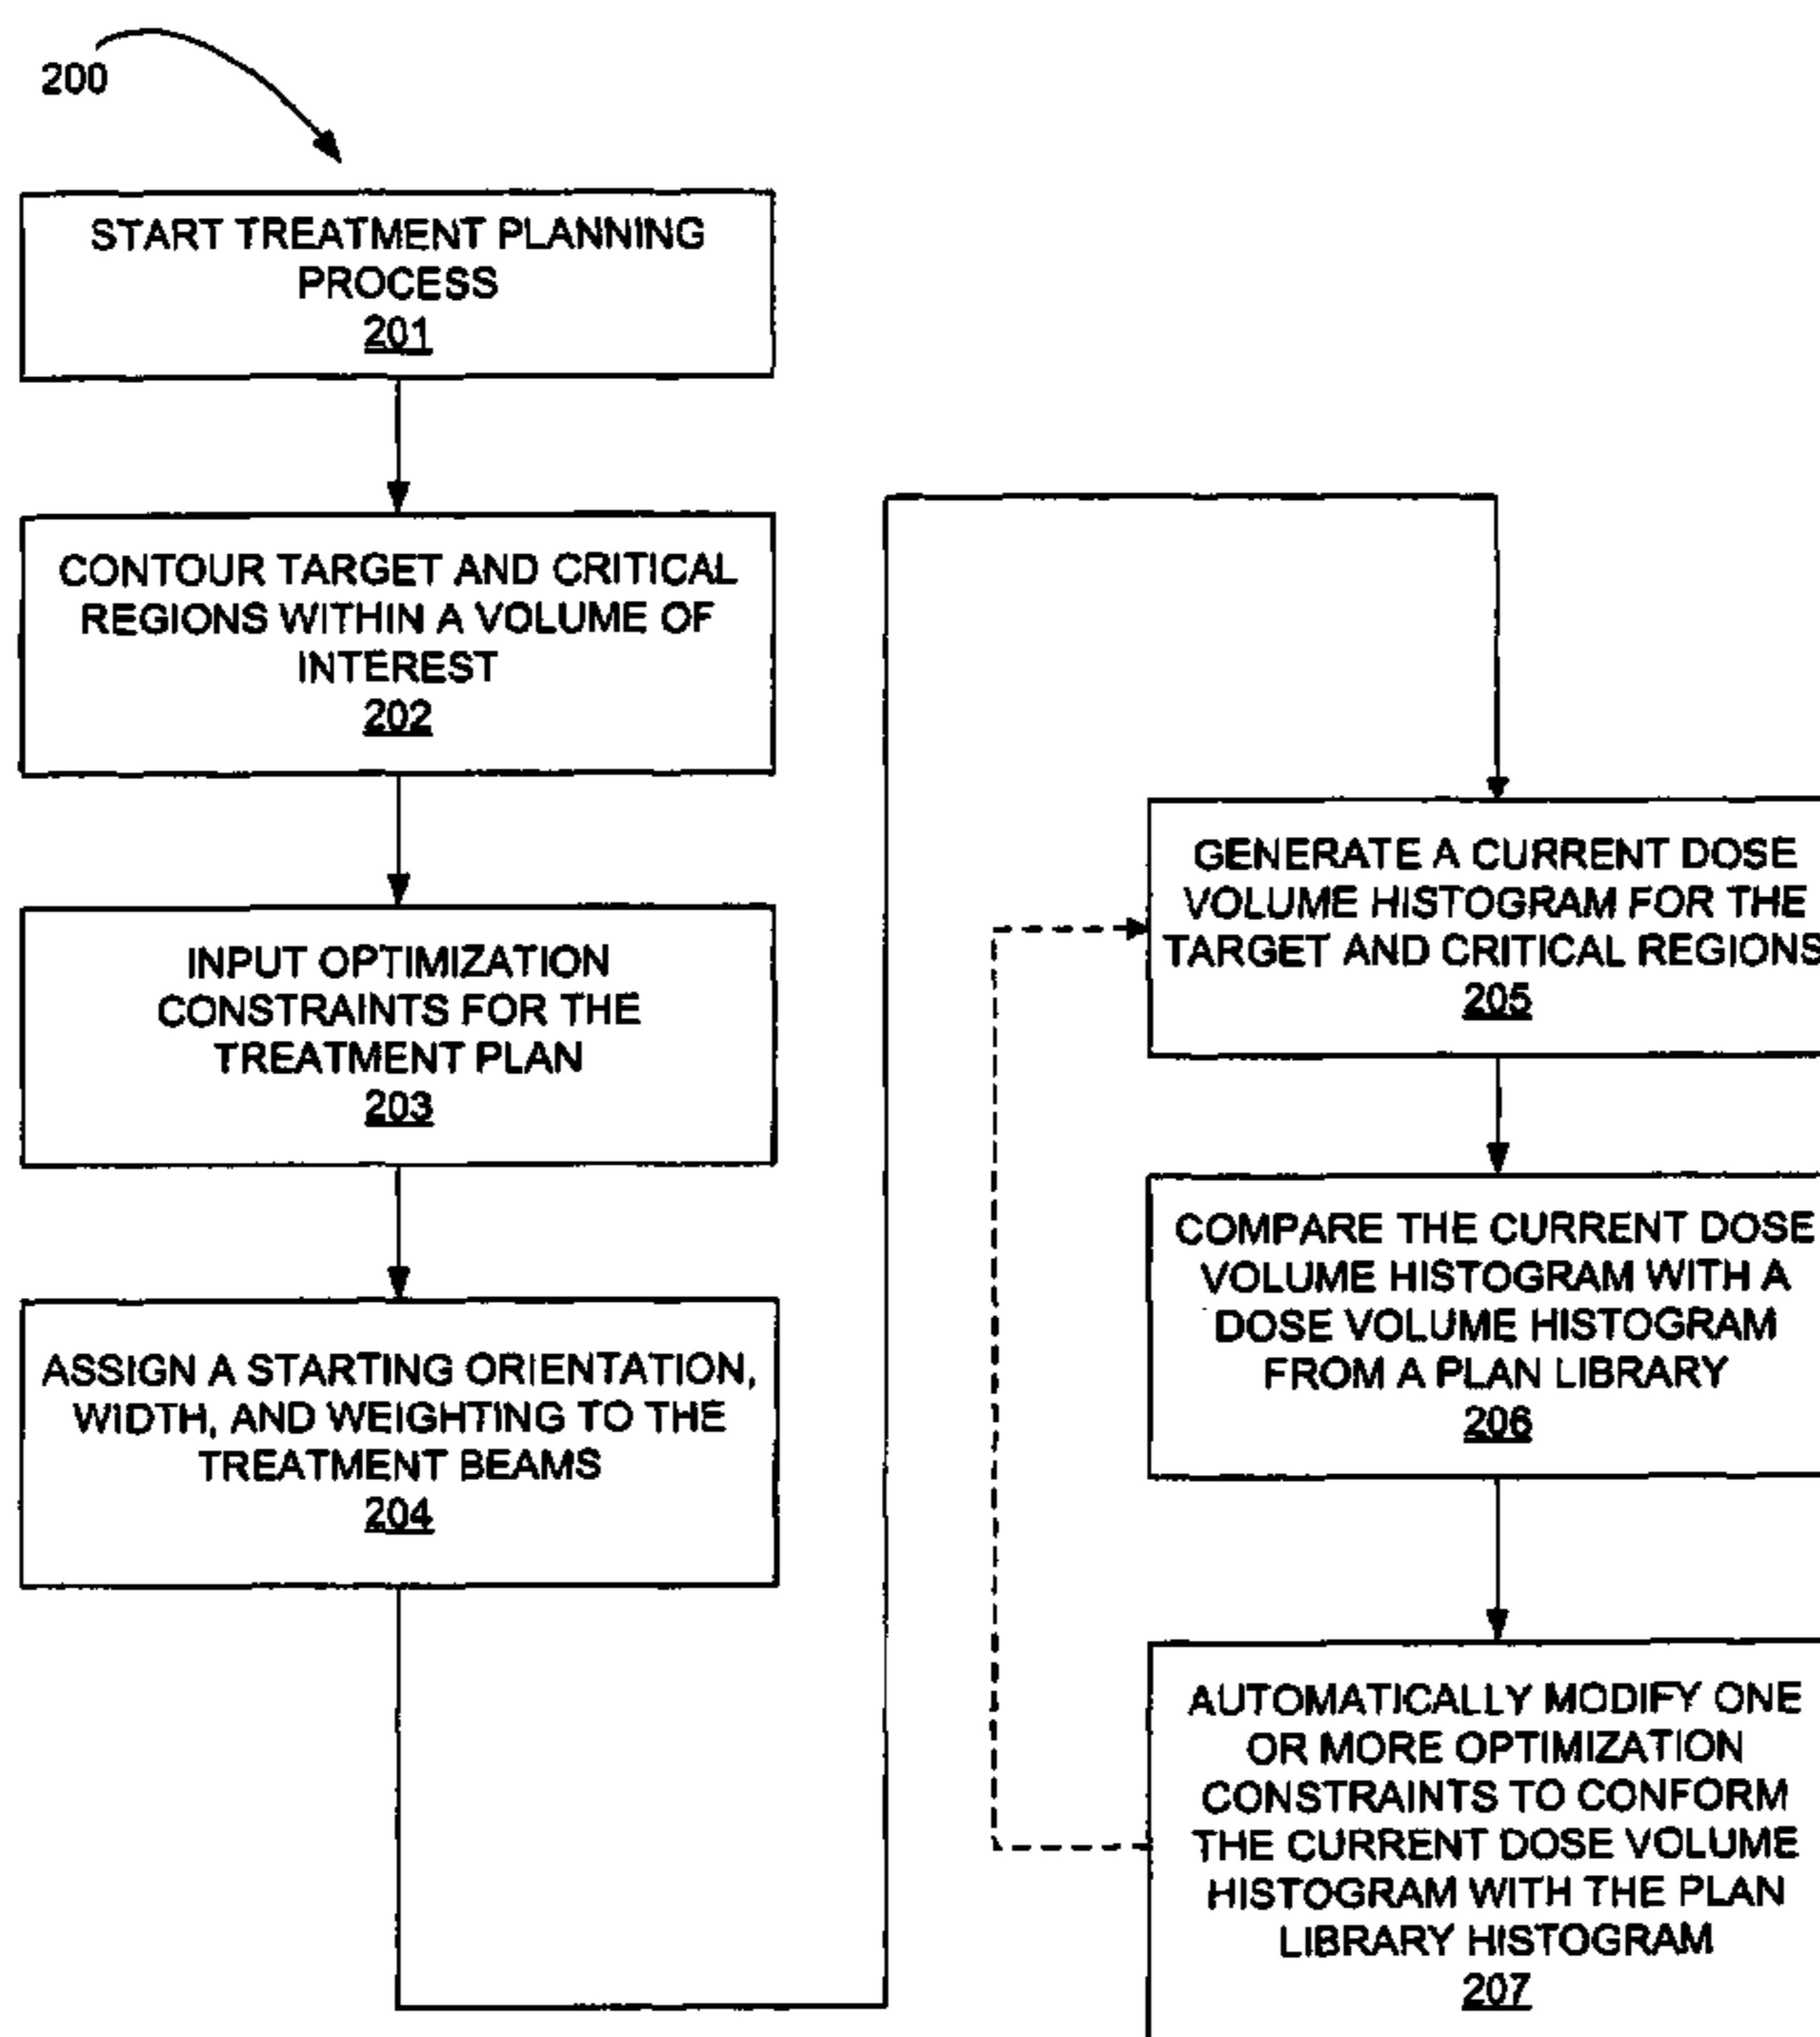 200
START TREATMENT PLANNING
PROCESS
201
CONTOUR TARGET AND CRITICAL
REGIONS WITHIN A VOLUME OF
INTEREST
202
INPUT OPTIMIZATION
CONSTRAINTS FOR THE
TREATMENT PLAN
203
ASSIGN A STARTING ORIENTATION,
WIDTH, AND WEIGHTING TO THE
TREATMENT BEAMS
204
GENERATE A CURRENT DOSE
VOLUME HISTOGRAM FOR THE
TARGET AND CRITICAL REGIONS
205
COMPARE THE CURRENT DOSE
VOLUME HISTOGRAM WITH A
DOSE VOLUME HISTOGRAM
FROM A PLAN LIBRARY
206
AUTOMATICALLY MODIFY ONE
OR MORE OPTIMIZATION
CONSTRAINTS TO CONFORM
THE CURRENT DOSE VOLUME
HISTOGRAM WITH THE PLAN
LIBRARY HISTOGRAM
207